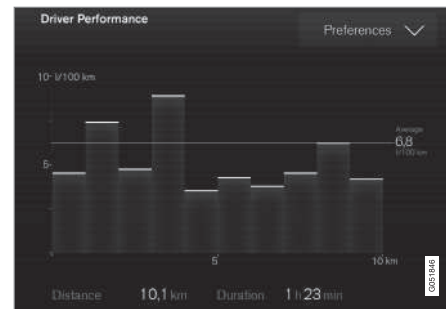 Driver Performance
Preferences
10 l/100 km
Average
6,8
l/100 km
5
5
10 km
Distance 10,1 km Duration 1 h 23 min
G051846